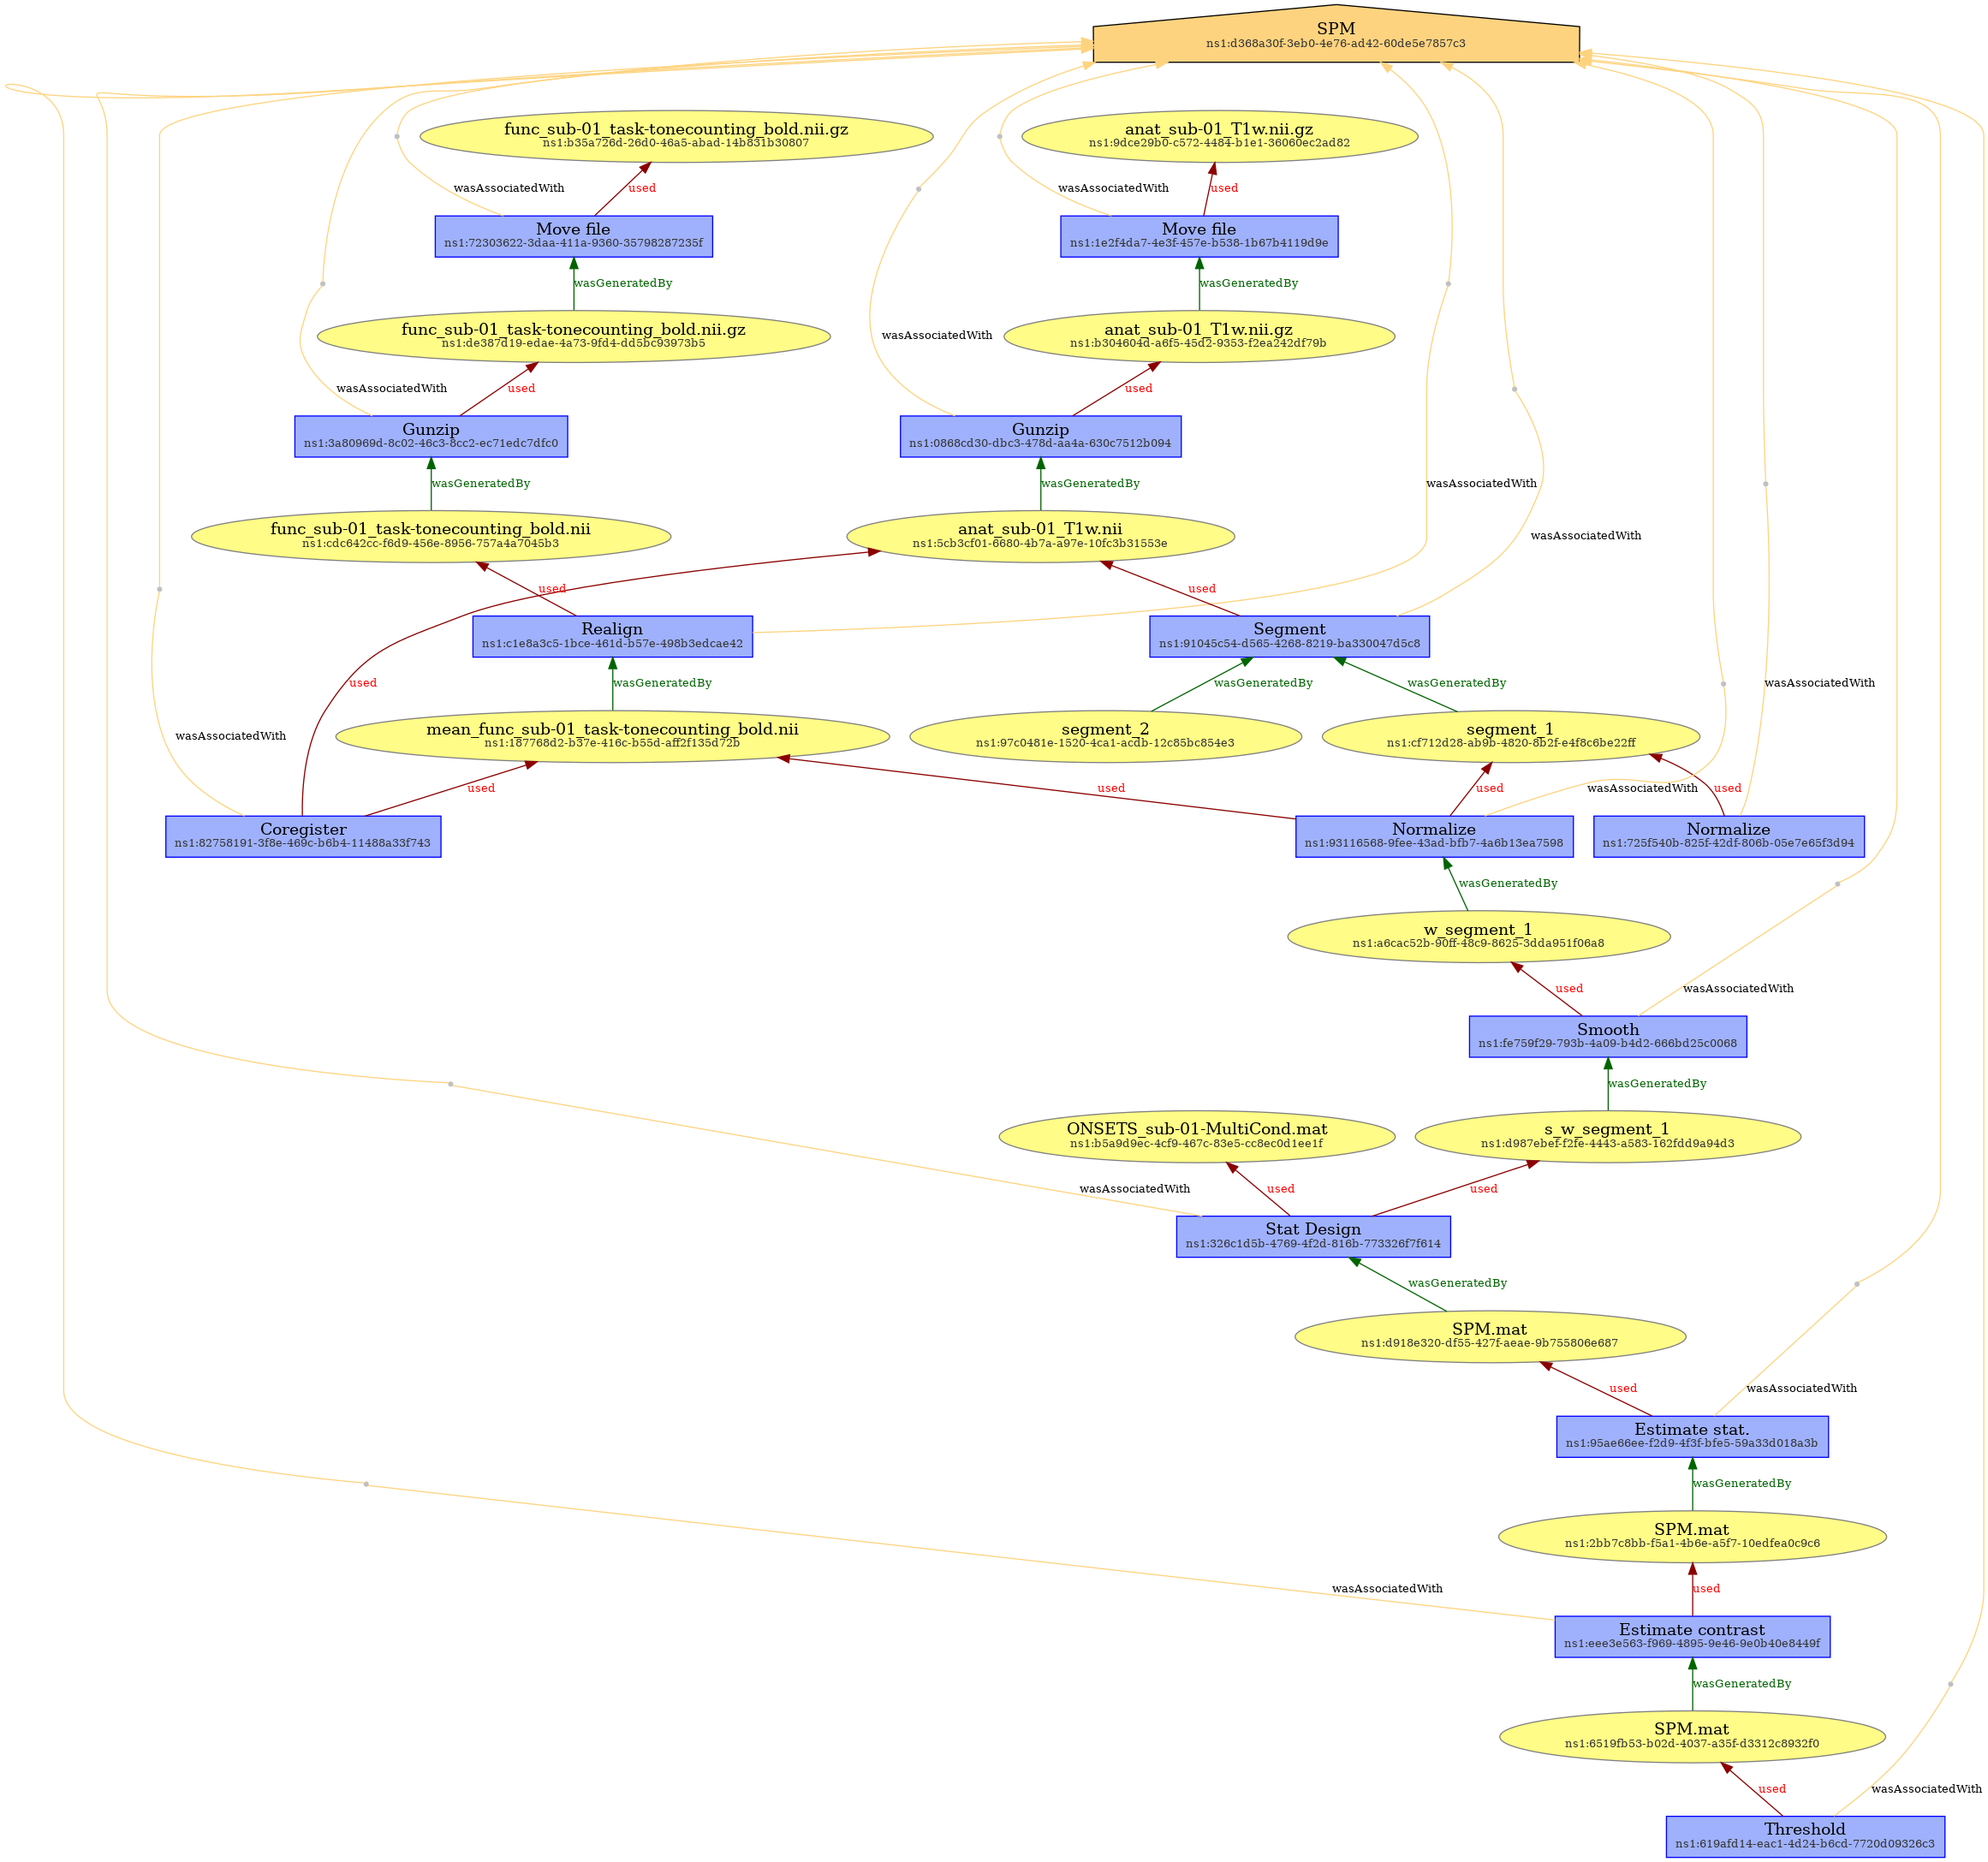 SPM
ns1:d368a30f-3eb0-4e76-ad42-60de5e7857c3
func_sub-01_task-tonecounting_bold.nii.gz
ns1:b35a726d-26d0-46a5-abad-14b831b30807
anat_sub-01_T1w.nii.gz
ns1:9dce29b0-c572-4484-b1e1-36060ec2ad82
wasAssociatedWith
used
wasAssociatedWith
used
Move file
ns1:72303622-3daa-411a-9360-35798287235f
Move file
ns1:1e2f4da7-4e3f-457e-b538-1b67b4119d9e
wasGeneratedBy
wasGeneratedBy
func_sub-01_task-tonecounting_bold.nii.gz
ns1:de387d19-edae-4a73-9fd4-dd5bc93973b5
wasAssociatedWith
anat_sub-01_T1w.nii.gz
ns1:b304604d-a6f5-45d2-9353-f2ea242df79b
wasAssociatedWith
used
used
Gunzip
ns1:3a80969d-8c02-46c3-8cc2-ec71edc7dfc0
Gunzip
ns1:0868cd30-dbc3-478d-aa4a-630c7512b094
wasGeneratedBy
wasGeneratedBy
wasAssociatedWith
func_sub-01_task-tonecounting_bold.nii
ns1:cdc642cc-f6d9-456e-8956-757a4a7045b3
anat_sub-01_T1w.nii
ns1:5cb3cf01-6680-4b7a-a97e-10fc3b31553e
wasAssociatedWith
used
used
Realign
ns1:c1e8a3c5-1bce-461d-b57e-498b3edcae42
Segment
ns1:91045c54-d565-4268-8219-ba330047d5c8
used
wasGeneratedBy
wasGeneratedBy
wasGeneratedBy
wasAssociatedWith
wasAssociatedWith
mean_func_sub-01_task-tonecounting_bold.nii
ns1:187768d2-b37e-416c-b55d-aff2f135d72b
segment_2
ns1:97c0481e-1520-4ca1-acdb-12c85bc854e3
segment_1
ns1:cf712d28-ab9b-4820-8b2f-e4f8c6be22ff
used
used
used
wasAssociatedWith
used
Coregister
ns1:82758191-3f8e-469c-b6b4-11488a33f743
Normalize
ns1:93116568-9fee-43ad-bfb7-4a6b13ea7598
Normalize
ns1:725f540b-825f-42df-806b-05e7e65f3d94
wasGeneratedBy
w_segment_1
ns1:a6cac52b-90ff-48c9-8625-3dda951f06a8
used
wasAssociatedWith
Smooth
ns1:fe759f29-793b-4a09-b4d2-666bd25c0068
wasGeneratedBy
ONSETS_sub-01-MultiCond.mat
ns1:b5a9d9ec-4cf9-467c-83e5-cc8ec0d1ee1f
s_w_segment_1
ns1:d987ebef-f2fe-4443-a583-162fdd9a94d3
wasAssociatedWith
used
used
Stat Design
ns1:326c1d5b-4769-4f2d-816b-773326f7f614
wasGeneratedBy
SPM.mat
ns1:d918e320-df55-427f-aeae-9b755806e687
used
wasAssociatedWith
Estimate stat.
ns1:95ae66ee-f2d9-4f3f-bfe5-59a33d018a3b
wasGeneratedBy
SPM.mat
ns1:2bb7c8bb-f5a1-4b6e-a5f7-10edfea0c9c6
wasAssociatedWith
used
Estimate contrast
ns1:eee3e563-f969-4895-9e46-9e0b40e8449f
wasGeneratedBy
SPM.mat
ns1:6519fb53-b02d-4037-a35f-d3312c8932f0
used
wasAssociatedWith
Threshold
ns1:619afd14-eac1-4d24-b6cd-7720d09326c3